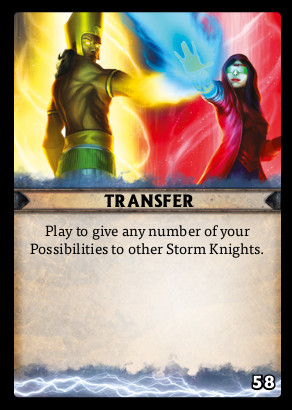 TRANSFER
Play to give any number of your
Possibilities to other Storm Knights.
58